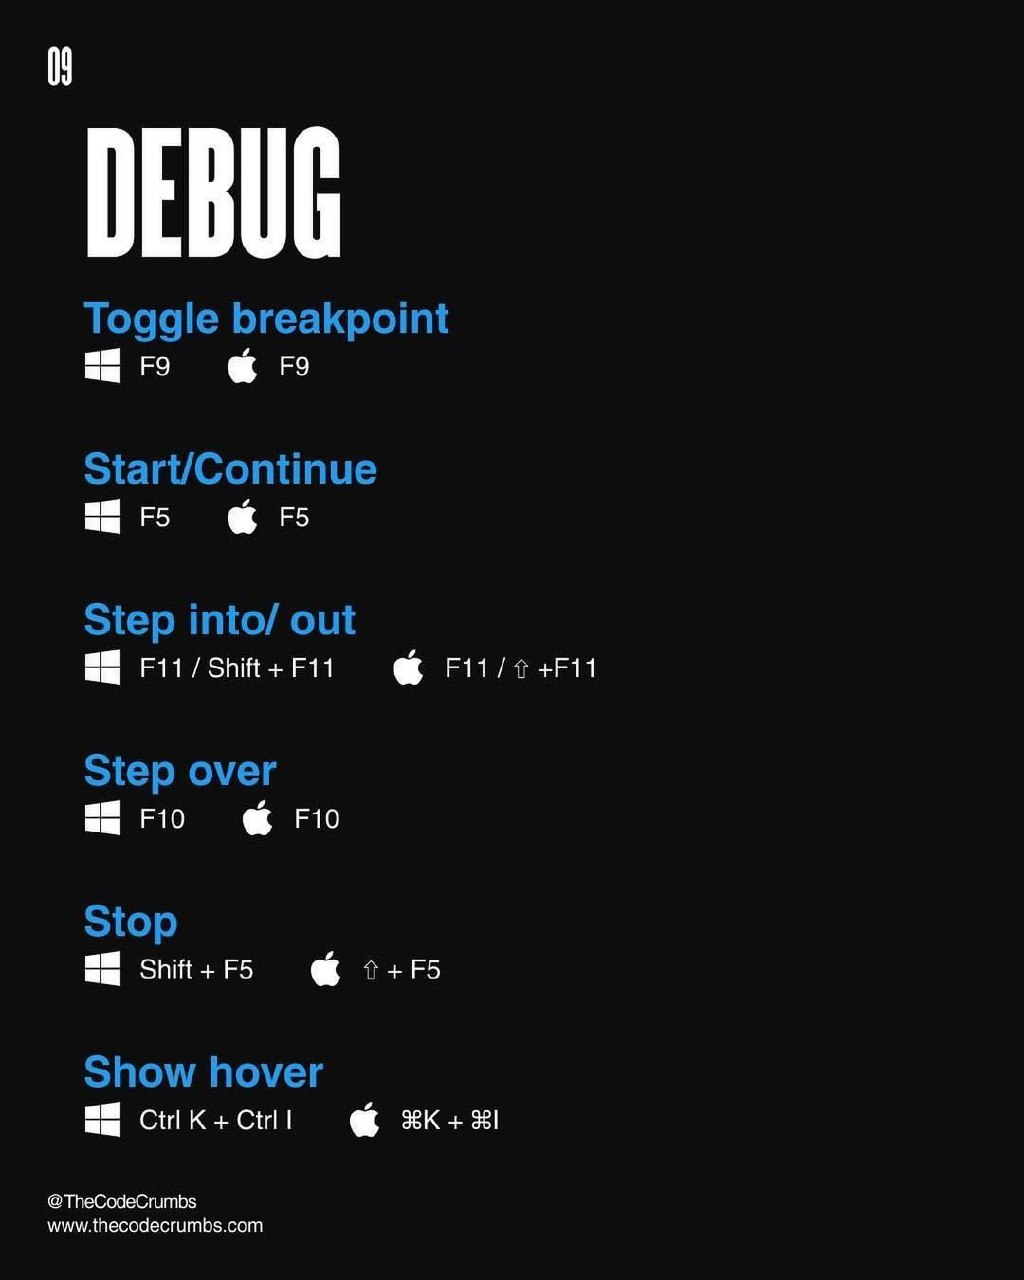 09
DEBUG
Toggle breakpoint
F9 F9
Start/Continue
F5 F5
Step into/ out
F11 / Shift + F11 F11 / ⇧ +F11
Step over
F10 F10
Stop
Shift + F5 ⇧ + F5
Show hover
Ctrl K + Ctrl I ⌘K + ⌘I
@TheCodeCrumbs
www.thecodecrumbs.com